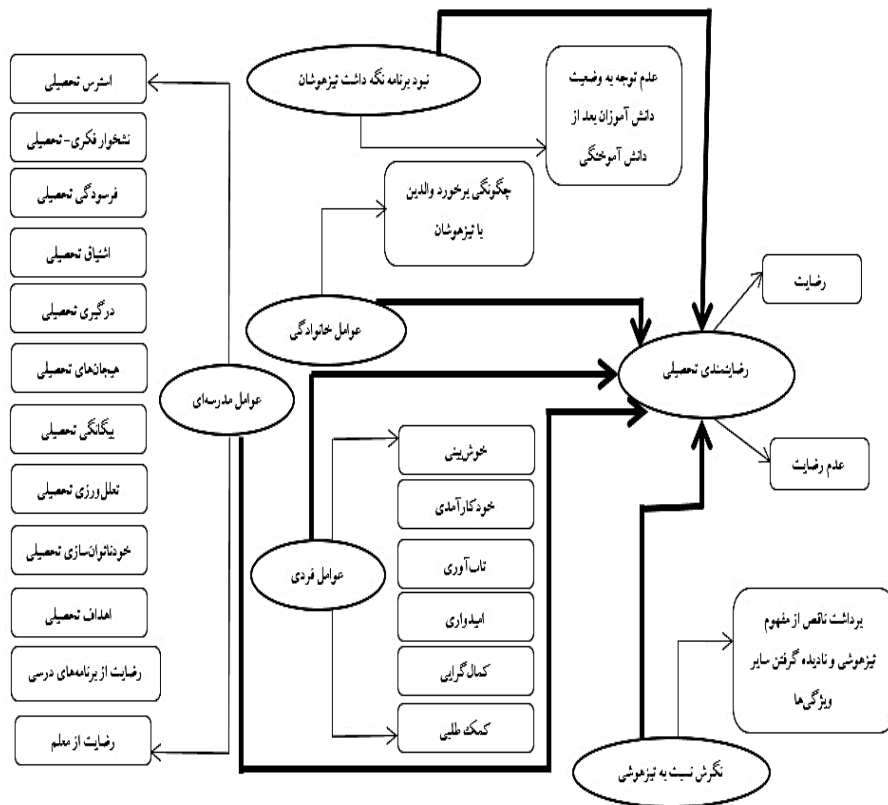 نبود برنامه نگه داشت تیزهوشان
عدم توجه به وضعیت
دانش آموزان بعد از
دانش آموختگی
چگونگی برخورد والدین
با تیزهوشان
عوامل خانوادگی
رضایت
رضایتمندی تحصیلی
عدم رضایت
عوامل مدرسه‌ای
استرس تحصیلی
نشخوار فکری- تحصیلی
فرسودگی تحصیلی
اشتیاق تحصیلی
درگیری تحصیلی
هیجان‌های تحصیلی
بیگانگی تحصیلی
تعلل‌ورزی تحصیلی
خودناتوان‌سازی تحصیلی
اهداف تحصیلی
رضایت از برنامه‌های درسی
رضایت از معلم
عوامل فردی
خوش‌بینی
خودکارآمدی
تاب‌آوری
امیدواری
کمال‌گرایی
کمک طلبی
برداشت ناقص از مفهوم
تیزهوشی و نادیده گرفتن سایر
ویژگی‌ها
نگرش نسبت به تیزهوشی